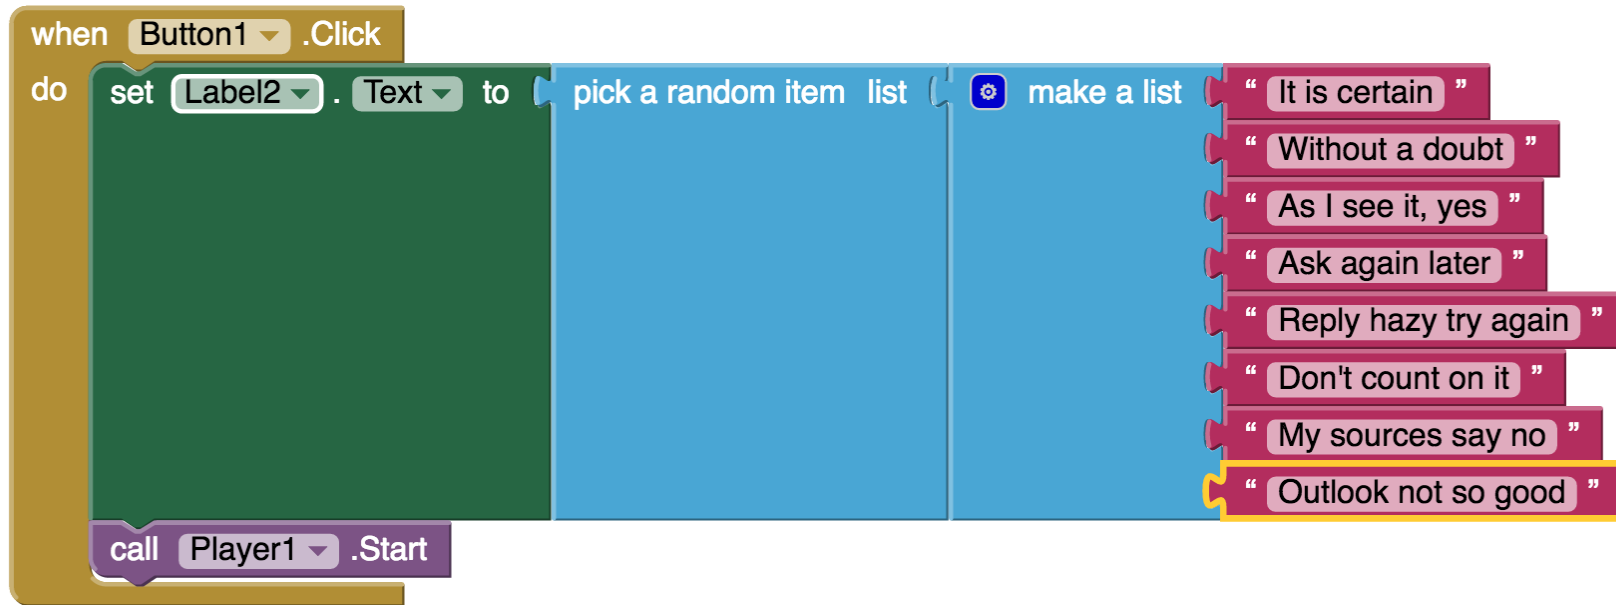 when Button1 .Click
do set Label2 . Text to pick a random item list make a list “ It is certain ”
“ Without a doubt ”
“ As I see it, yes ”
“ Ask again later ”
“ Reply hazy try again ”
“ Don't count on it ”
“ My sources say no ”
“ Outlook not so good ”
call Player1 .Start